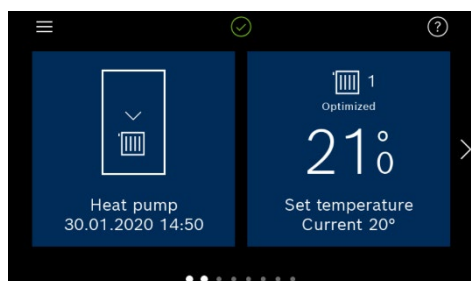 ?
1
Optimized
21°0
Heat pump
30.01.2020 14:50
Set temperature
Current 20°